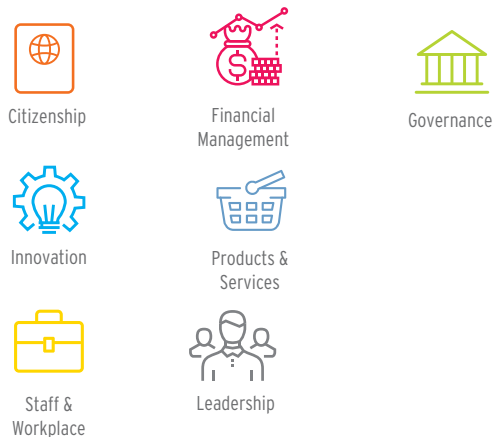 Citizenship
Financial
Management
Governance
Innovation
Products &
Services
Staff &
Workplace
Leadership